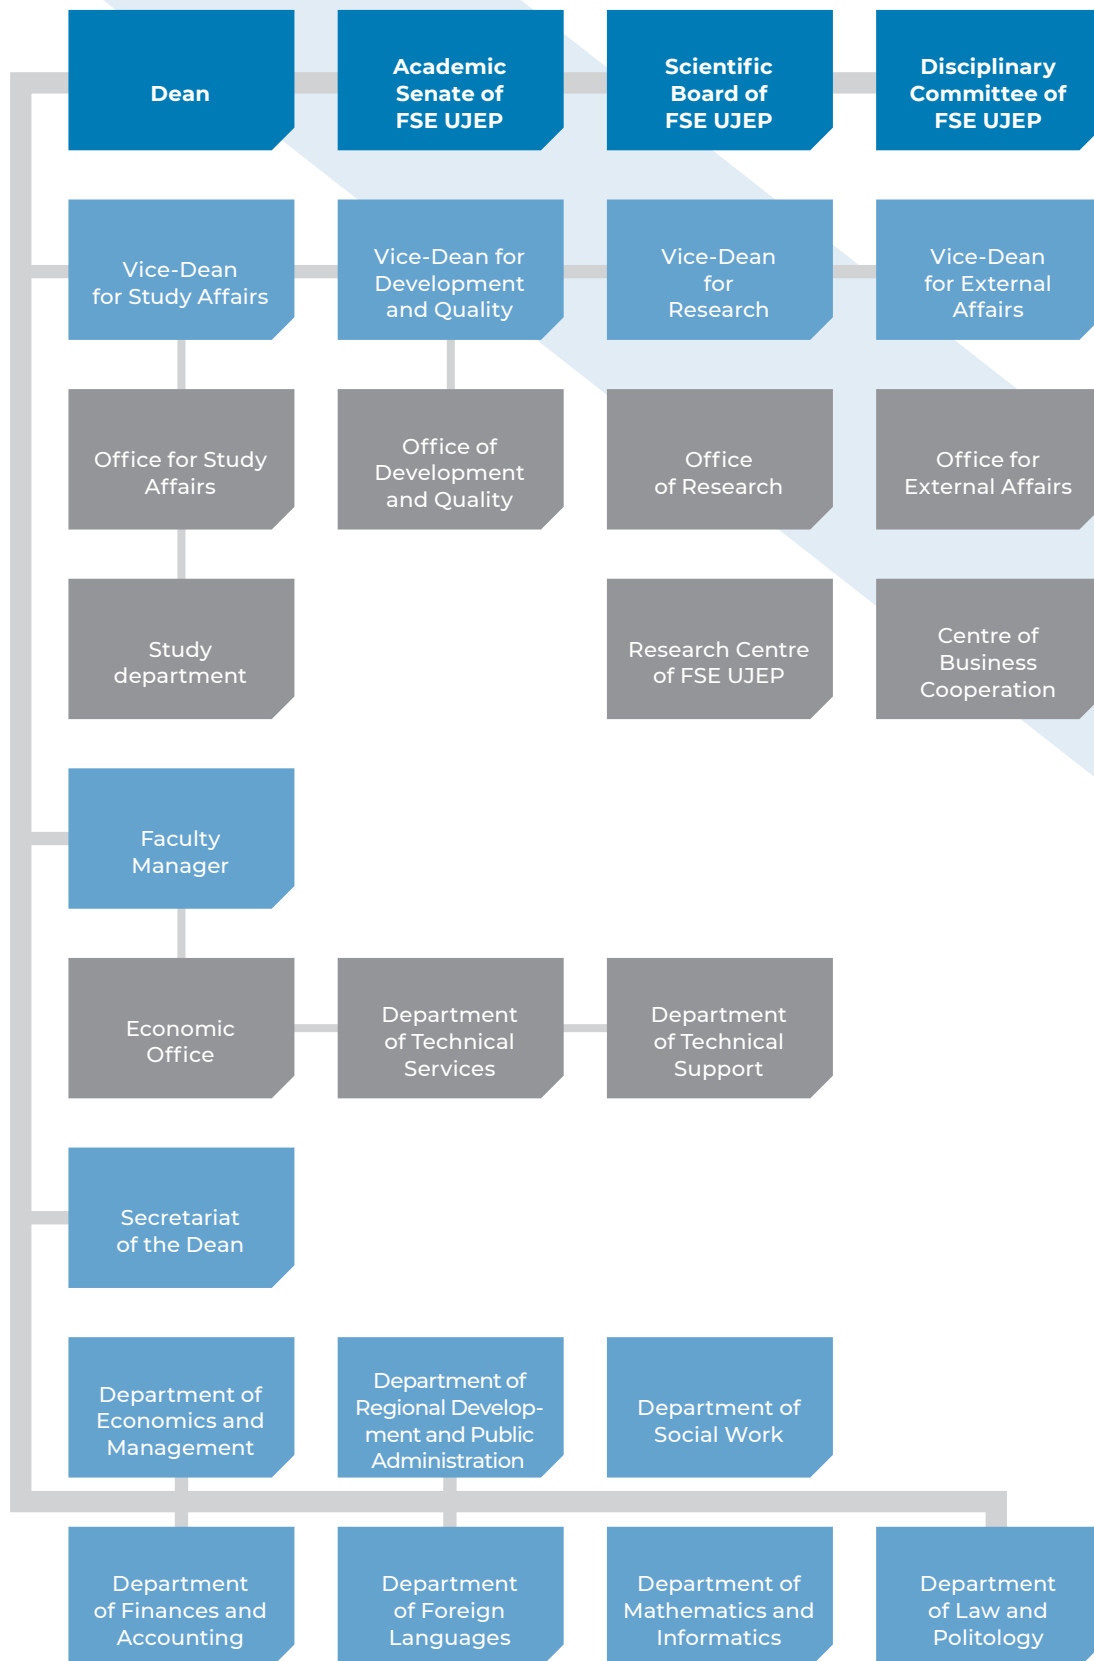 Dean
Academic
Senate of
FSE UJEP
Scientific
Board of
FSE UJEP
Disciplinary
Committee of
FSE UJEP
Vice-Dean
for Study Affairs
Vice-Dean for
Development
and Quality
Vice-Dean
for
Research
Vice-Dean
for External
Affairs
Office for Study
Affairs
Office of
Development
and Quality
Office
of Research
Office for
External Affairs
Study
department
Research Centre
of FSE UJEP
Centre of
Business
Cooperation
Faculty
Manager
Economic
Office
Department
of Technical
Services
Department
of Technical
Support
Secretariat
of the Dean
Department of
Economics and
Management
Department of
Regional Develop-
ment and Public
Administration
Department of
Social Work
Department
of Finances and
Accounting
Department
of Foreign
Languages
Department of
Mathematics and
Informatics
Department
of Law and
Politology